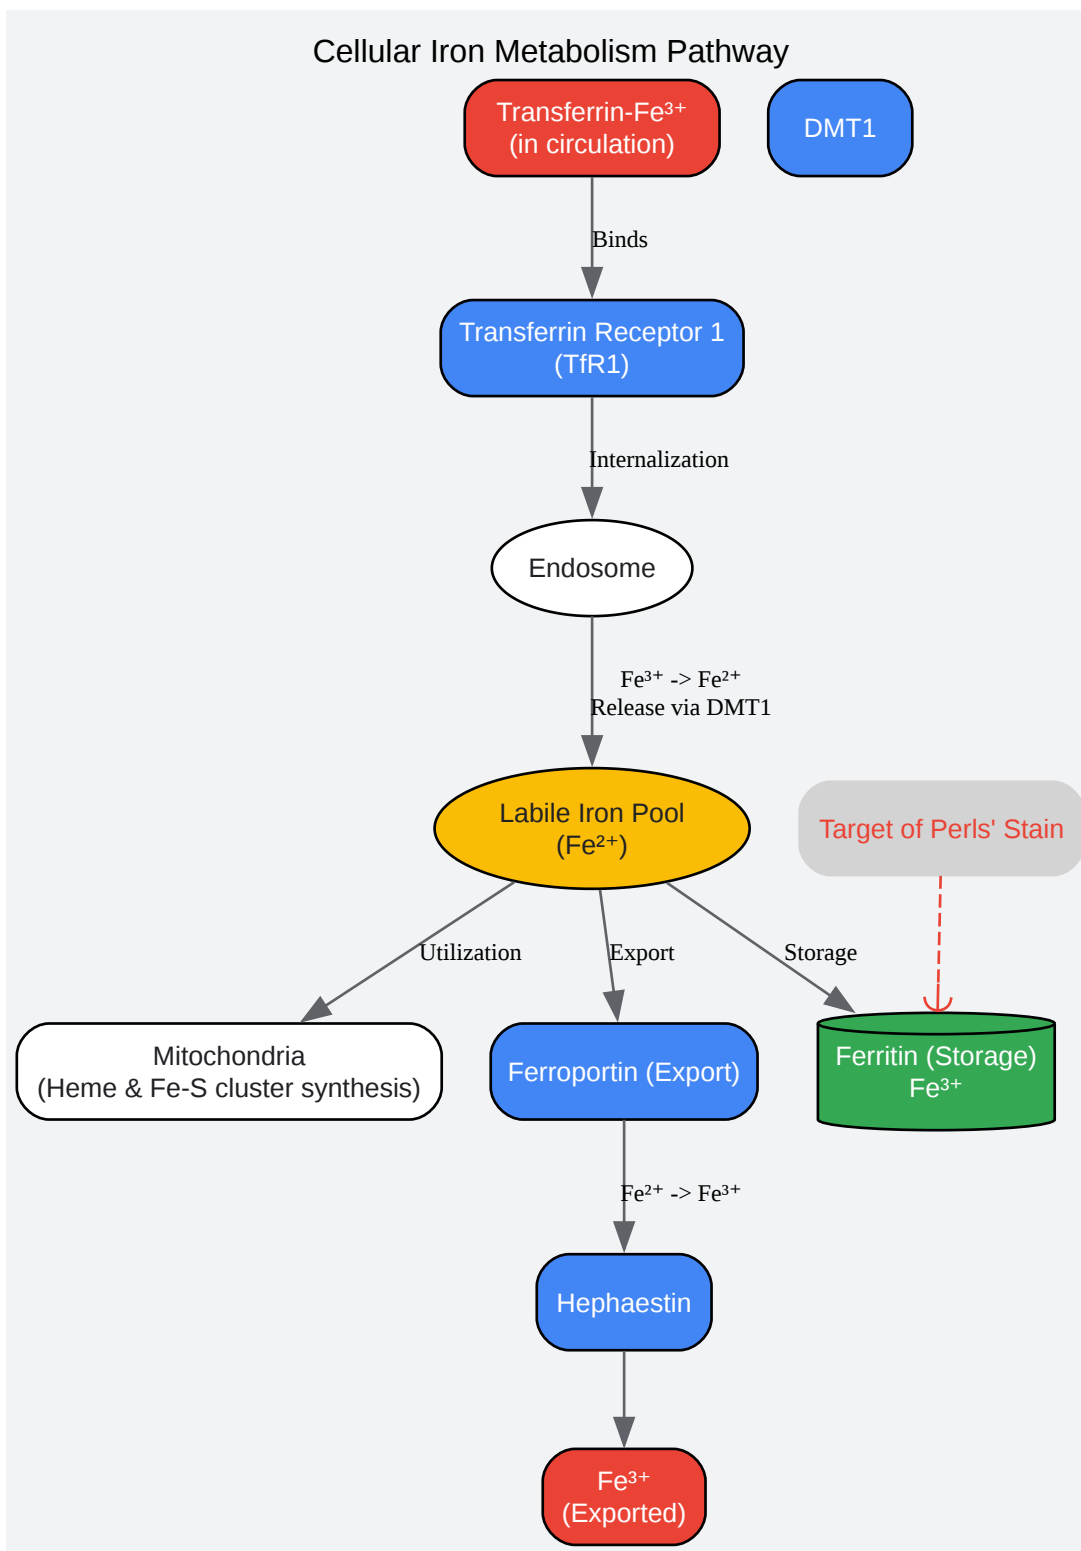 Cellular Iron Metabolism Pathway
Transferrin-Fe³⁺
(in circulation)
DMT1
Binds
Transferrin Receptor 1
(TfR1)
Internalization
Endosome
Fe³⁺ -> Fe²⁺
Release via DMT1
Labile Iron Pool
(Fe²⁺)
Target of Perls' Stain
Utilization
Export
Storage
Mitochondria
(Heme & Fe-S cluster synthesis)
Ferroportin (Export)
Ferritin (Storage)
Fe³⁺
Fe²⁺ -> Fe³⁺
Hephaestin
Fe³⁺
(Exported)